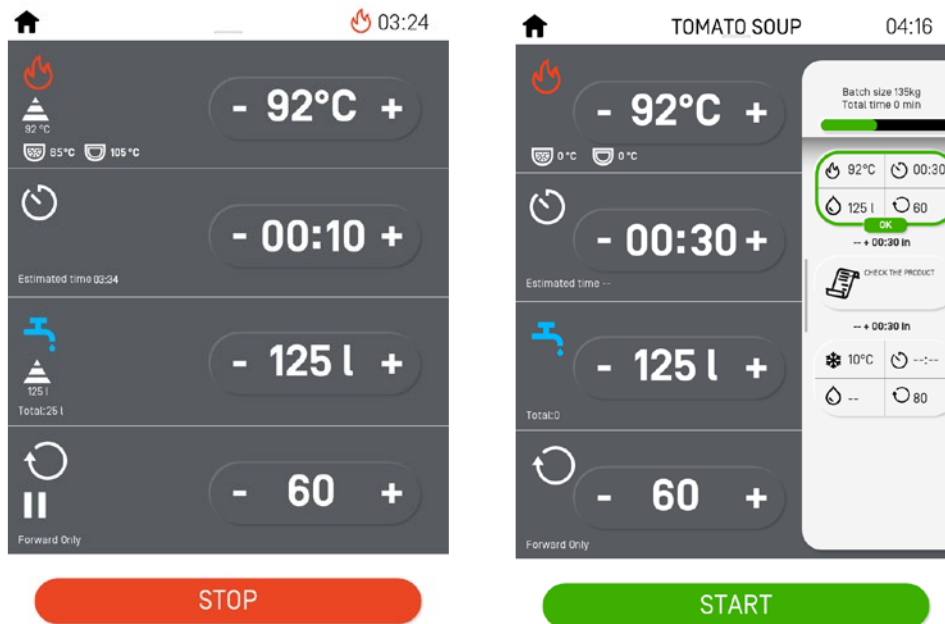 03:24
- 92°C +
92 °C
85°C 105 °C
- 00:10 +
Estimated time 03:34
- 125 l +
125 l
Total:25 l
- 60 +
Forward Only
STOP
TOMATO SOUP 04:16
- 92°C +
0 °C 0 °C
- 00:30 +
Estimated time --
- 125 l +
Total:0
- 60 +
Forward Only
Batch size 135kg
Total time 0 min
92°C 00:30
125 l 60
OK
-- + 00:30 in
CHECK THE PRODUCT
-- + 00:30 in
10°C --:--
-- 80
START